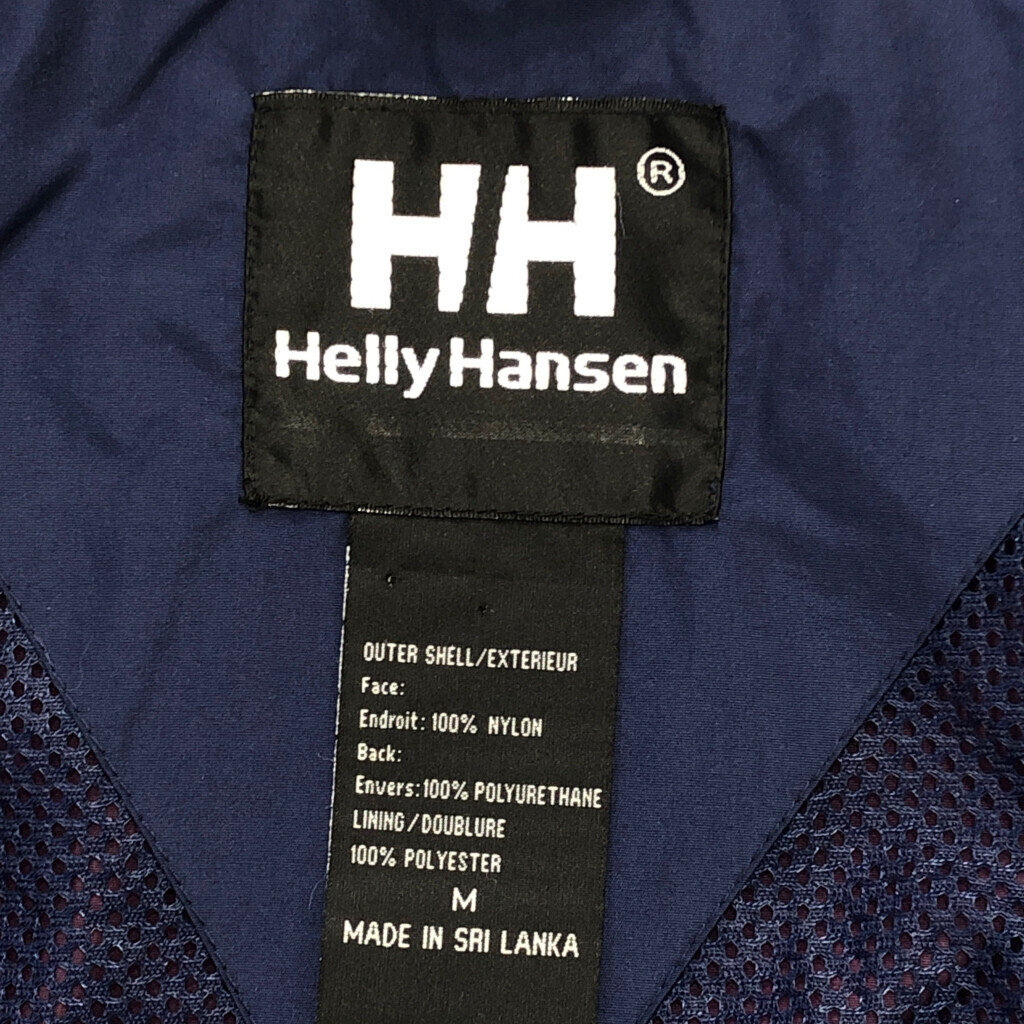 HH®
Helly Hansen
OUTER SHELL/EXTERIEUR
Face:
Endroit: 100% NYLON
Back:
Envers: 100% POLYURETHANE
LINING/DOUBLURE
100% POLYESTER
M
MADE IN SRI LANKA